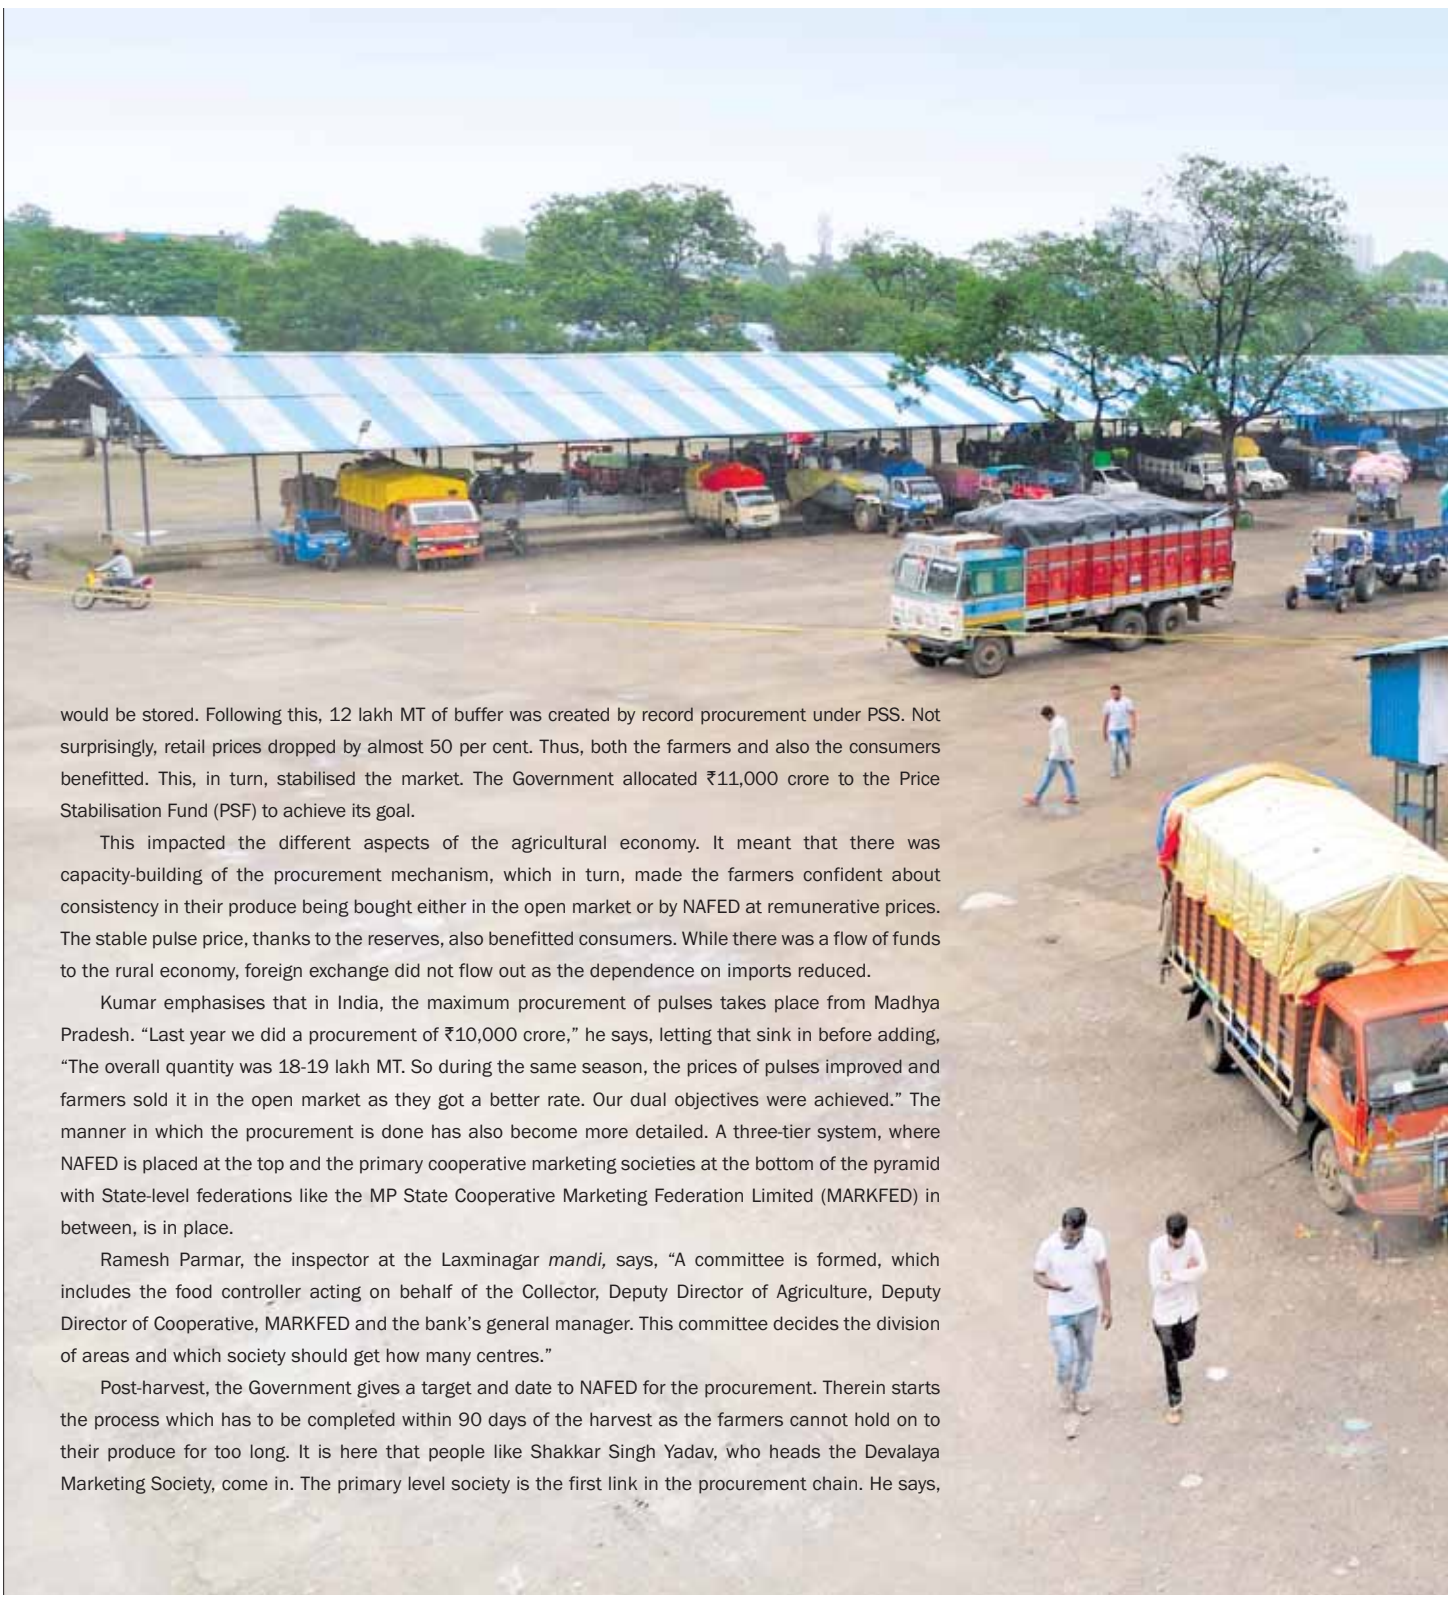 would be stored. Following this, 12 lakh MT of buffer was created by record procurement under PSS. Not
surprisingly, retail prices dropped by almost 50 per cent. Thus, both the farmers and also the consumers
benefitted. This, in turn, stabilised the market. The Government allocated ₹11,000 crore to the Price
Stabilisation Fund (PSF) to achieve its goal.
This impacted the different aspects of the agricultural economy. It meant that there was
capacity-building of the procurement mechanism, which in turn, made the farmers confident about
consistency in their produce being bought either in the open market or by NAFED at remunerative prices.
The stable pulse price, thanks to the reserves, also benefitted consumers. While there was a flow of funds
to the rural economy, foreign exchange did not flow out as the dependence on imports reduced.
Kumar emphasises that in India, the maximum procurement of pulses takes place from Madhya
Pradesh. “Last year we did a procurement of ₹10,000 crore,” he says, letting that sink in before adding,
“The overall quantity was 18-19 lakh MT. So during the same season, the prices of pulses improved and
farmers sold it in the open market as they got a better rate. Our dual objectives were achieved.” The
manner in which the procurement is done has also become more detailed. A three-tier system, where
NAFED is placed at the top and the primary cooperative marketing societies at the bottom of the pyramid
with State-level federations like the MP State Cooperative Marketing Federation Limited (MARKFED) in
between, is in place.
Ramesh Parmar, the inspector at the Laxminagar mandi, says, “A committee is formed, which
includes the food controller acting on behalf of the Collector, Deputy Director of Agriculture, Deputy
Director of Cooperative, MARKFED and the bank’s general manager. This committee decides the division
of areas and which society should get how many centres.”
Post-harvest, the Government gives a target and date to NAFED for the procurement. Therein starts
the process which has to be completed within 90 days of the harvest as the farmers cannot hold on to
their produce for too long. It is here that people like Shakkar Singh Yadav, who heads the Devalaya
Marketing Society, come in. The primary level society is the first link in the procurement chain. He says,